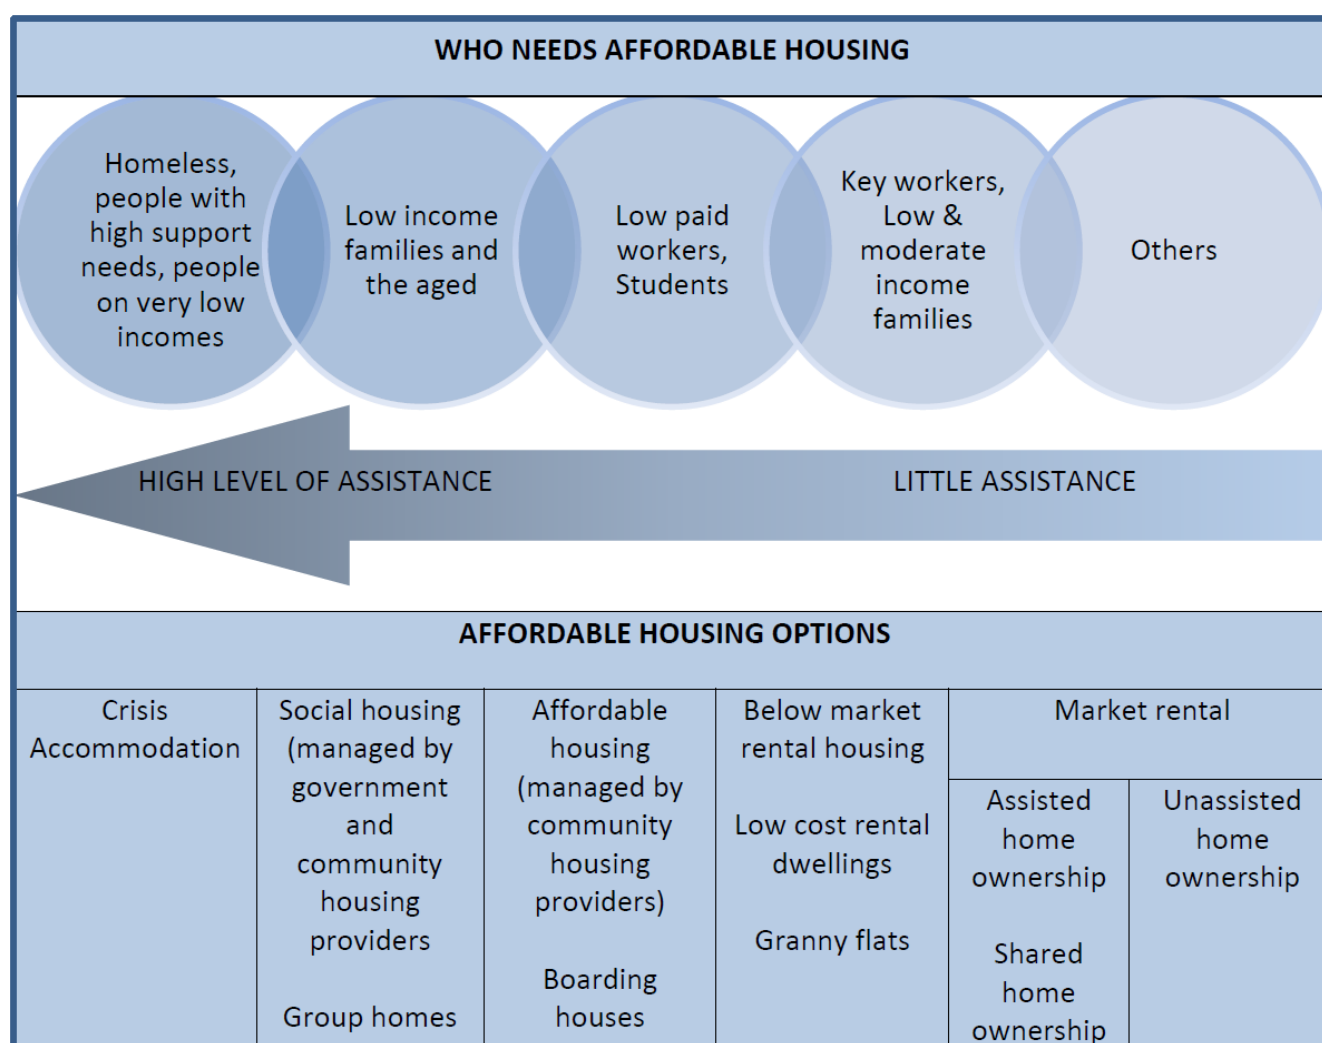 WHO NEEDS AFFORDABLE HOUSING
Homeless,
people with
high support
needs, people
on very low
incomes
Low income
families and
the aged
Low paid
workers,
Students
Key workers,
Low &
moderate
income
families
Others
HIGH LEVEL OF ASSISTANCE
LITTLE ASSISTANCE
AFFORDABLE HOUSING OPTIONS
Crisis
Accommodation
Social housing
(managed by
government
and
community
housing
providers
Group homes
Affordable
housing
(managed by
community
housing
providers)
Boarding
houses
Below market
rental housing
Low cost rental
dwellings
Granny flats
Market rental
Assisted
home
ownership
Shared
home
ownership
Unassisted
home
ownership